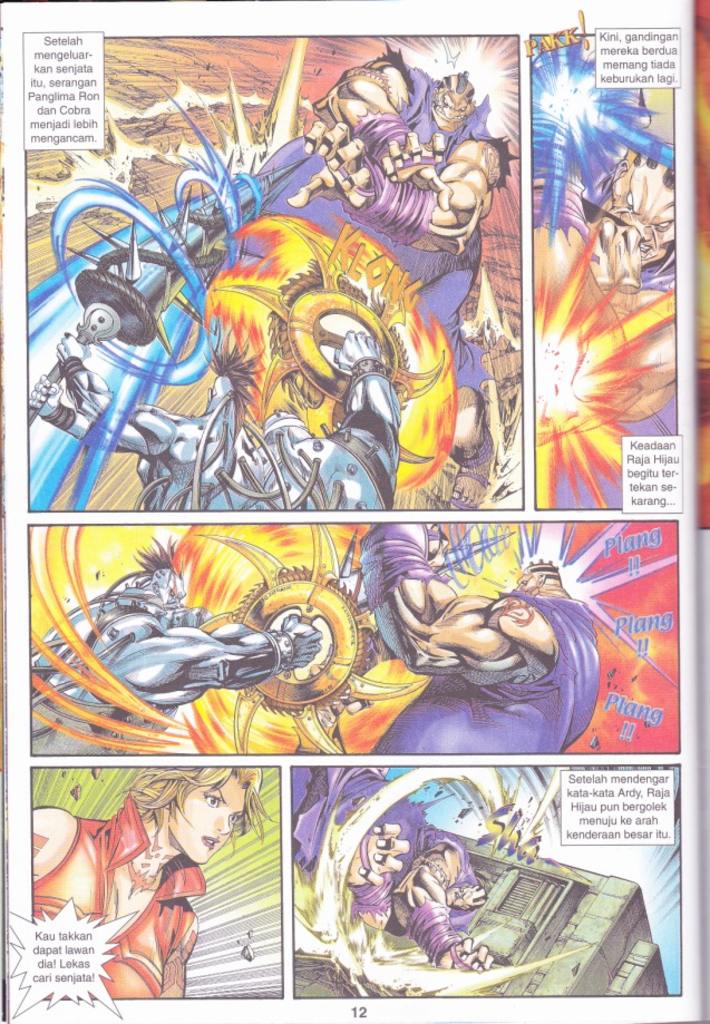 Setelah
mengeluar-
kan senjata
itu, serangan
Panglima Ron
dan Cobra
menjadi lebih
mengancam.
KLONG
PAKK!
Kini, gandingan
mereka berdua
memang tiada
keburukan lagi.
Keadaan
Raja Hijau
begitu ter-
tekan se-
karang...
Plang
!!
Plang
!!
Plang
!!
Kau takkan
dapat lawan
dia! Lekas
cari senjata!
Setelah mendengar
kata-kata Ardy, Raja
Hijau pun bergolek
menuju ke arah
kenderaan besar itu.
12